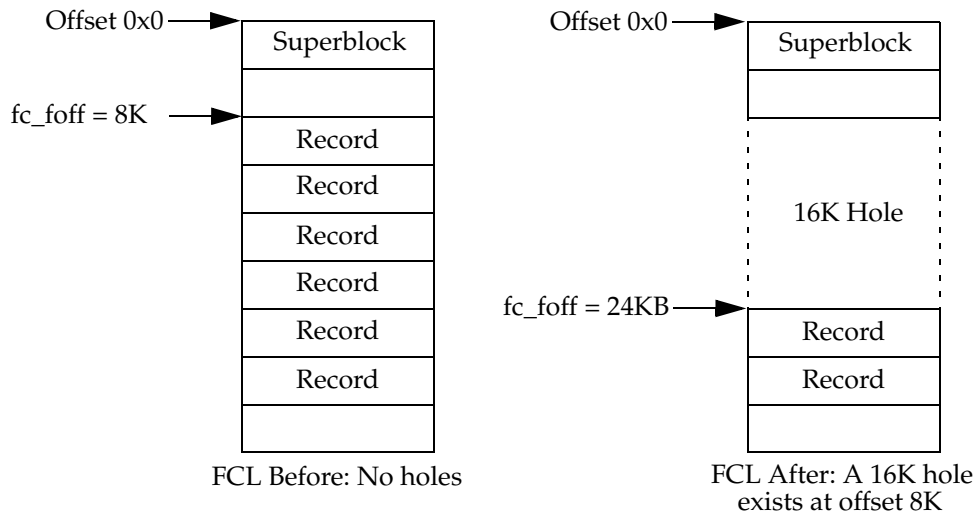 Offset 0x0
Superblock
fc_foff = 8K
Record
Record
Record
Record
Record
Record
FCL Before: No holes
Offset 0x0
Superblock
16K Hole
fc_foff = 24KB
Record
Record
FCL After: A 16K hole
exists at offset 8K